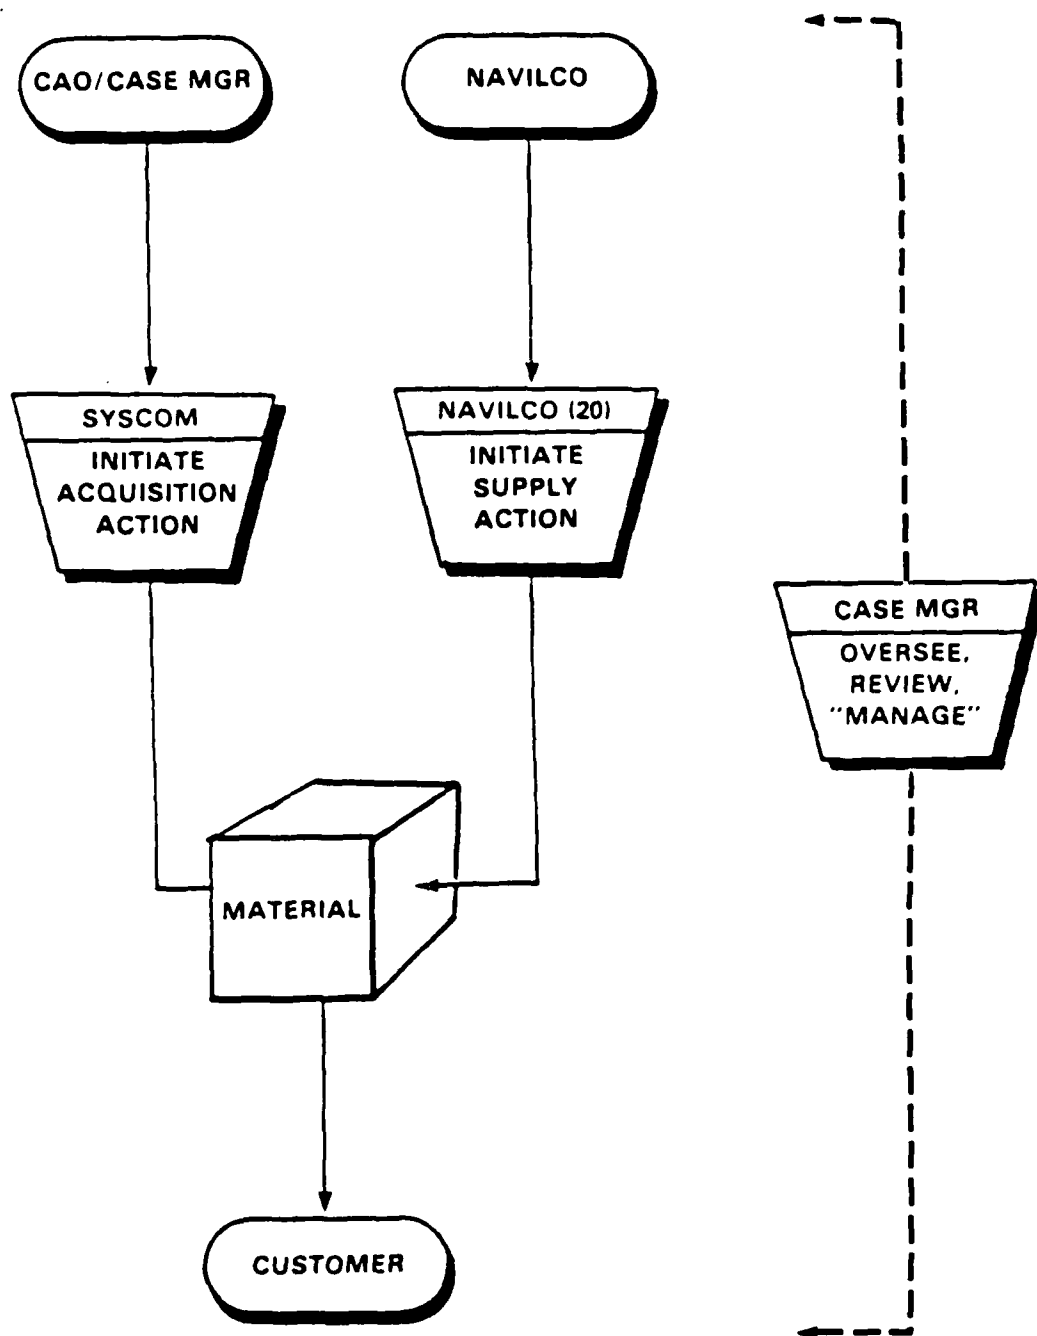 CAO/CASE MGR
NAVILCO
SYSCOM
INITIATE
ACQUISITION
ACTION
NAVILCO (20)
INITIATE
SUPPLY
ACTION
CASE MGR
OVERSEE,
REVIEW,
"MANAGE"
MATERIAL
CUSTOMER